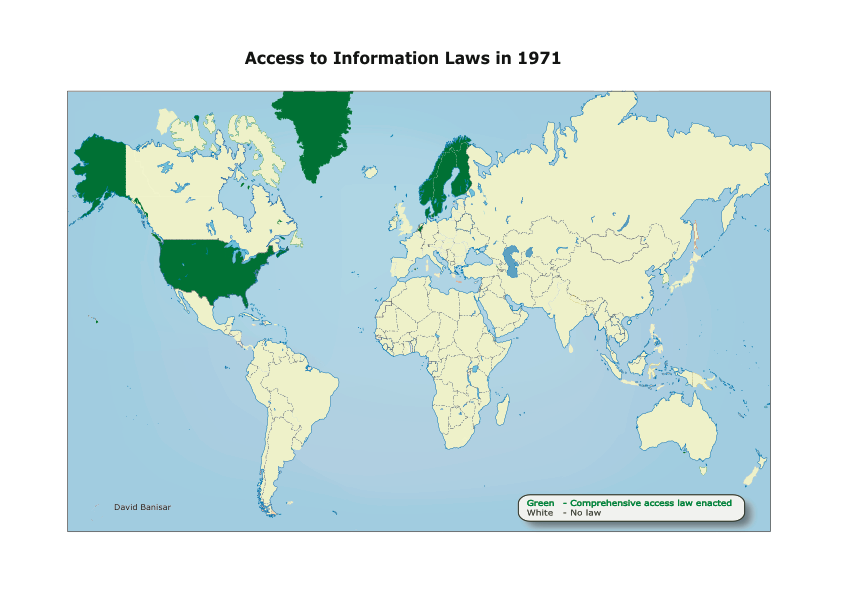 Access to Information Laws in 1971
David Banisar
Green - Comprehensive access law enacted
White - No law